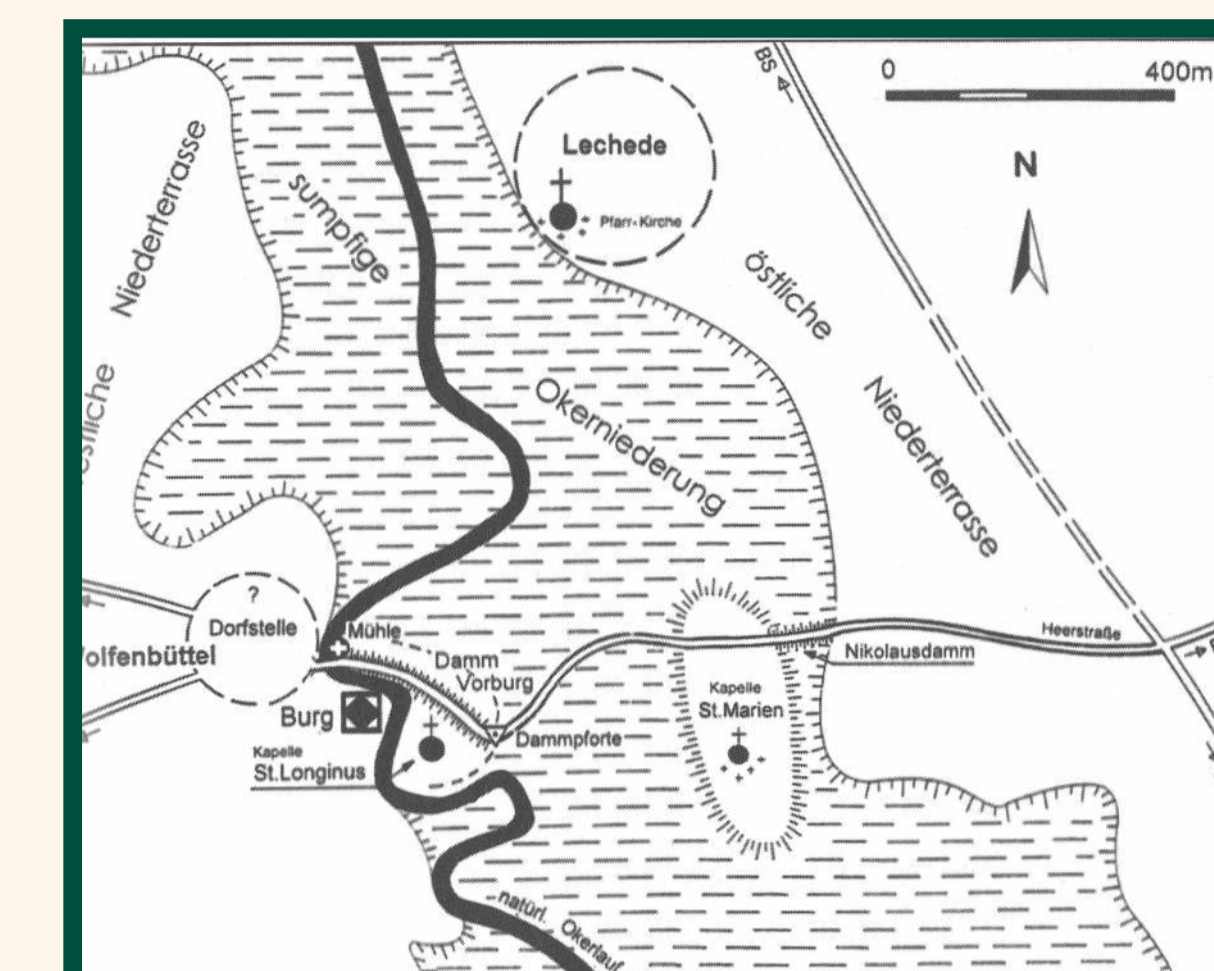 BS
0 400m
N
Lechede
Pfarr-Kirche
Niederterrasse
sumpfige
östliche
Okerniederung
Niederterrasse
?
Dorfstelle
Mühle
Damm
Vorburg
Burg
Kapelle
St.Longinus
Dammpforte
Kapelle
St.Marien
Nikolausdamm
Heerstraße
natürl. Okerlauf